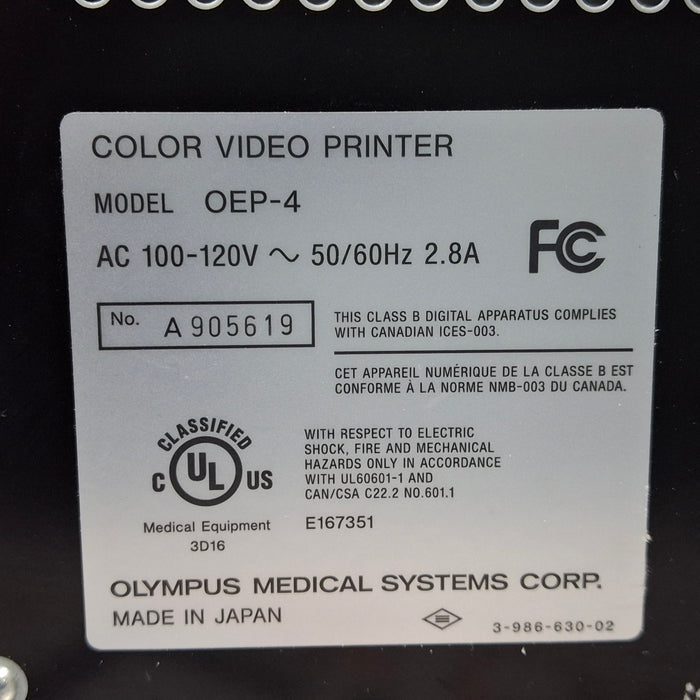 COLOR VIDEO PRINTER
MODEL OEP-4
AC 100-120V ~ 50/60Hz 2.8A
FC
No. A905619
THIS CLASS B DIGITAL APPARATUS COMPLIES
WITH CANADIAN ICES-003.
CET APPAREIL NUMÉRIQUE DE LA CLASSE B EST
CONFORME À LA NORME NMB-003 DU CANADA.
CLASSIFIED
C UL US
Medical Equipment
3D16
WITH RESPECT TO ELECTRIC
SHOCK, FIRE AND MECHANICAL
HAZARDS ONLY IN ACCORDANCE
WITH UL60601-1 AND
CAN/CSA C22.2 NO.601.1
E167351
OLYMPUS MEDICAL SYSTEMS CORP.
MADE IN JAPAN
3-986-630-02